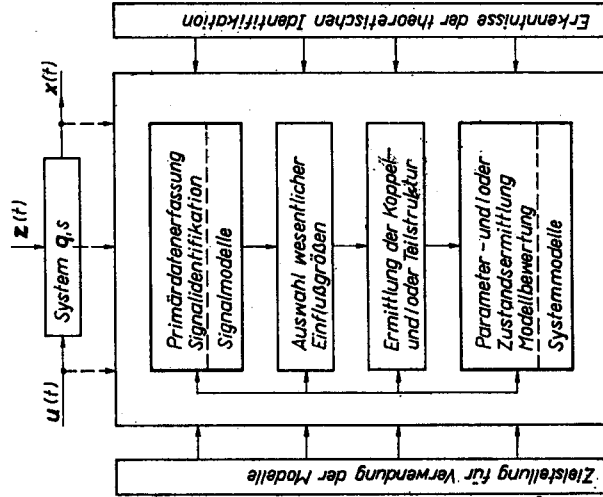 u(t)
z(t)
x(t)
System q,s
Primärdatenerfassung
Signalidentifikation
Signalmodelle
Auswahl wesentlicher
Einflußgrößen
Ermittlung der Koppel-
und/oder Teilstruktur
Parameter- und/oder
Zustandsermittlung
Modellbewertung
Systemmodelle
Zielstellung für Verwendung der Modelle
Erkenntnisse der theoretischen Identifikation